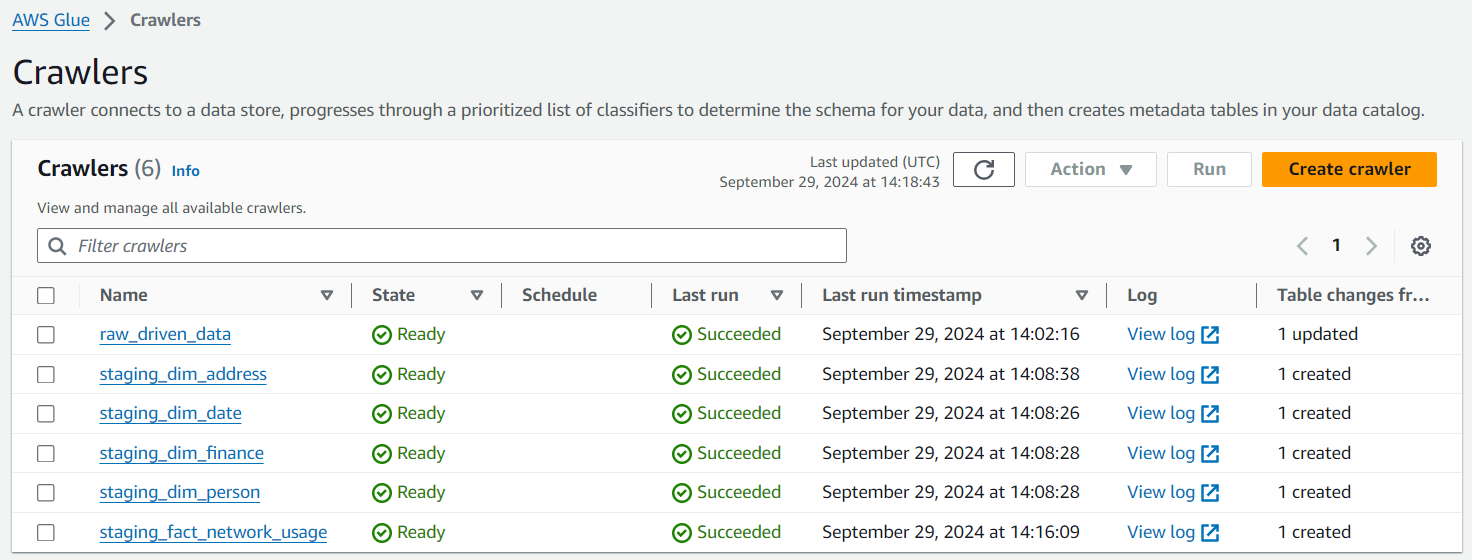 AWS Glue > Crawlers
Crawlers
A crawler connects to a data store, progresses through a prioritized list of classifiers to determine the schema for your data, and then creates metadata tables in your data catalog.
Crawlers (6) Info
Last updated (UTC)
September 29, 2024 at 14:18:43
Action
Run
Create crawler
View and manage all available crawlers.
Filter crawlers
1
Name State Schedule Last run Last run timestamp Log Table changes fr...
raw_driven_data Ready Succeeded September 29, 2024 at 14:02:16 View log 1 updated
staging_dim_address Ready Succeeded September 29, 2024 at 14:08:38 View log 1 created
staging_dim_date Ready Succeeded September 29, 2024 at 14:08:26 View log 1 created
staging_dim_finance Ready Succeeded September 29, 2024 at 14:08:28 View log 1 created
staging_dim_person Ready Succeeded September 29, 2024 at 14:08:28 View log 1 created
staging_fact_network_usage Ready Succeeded September 29, 2024 at 14:16:09 View log 1 created